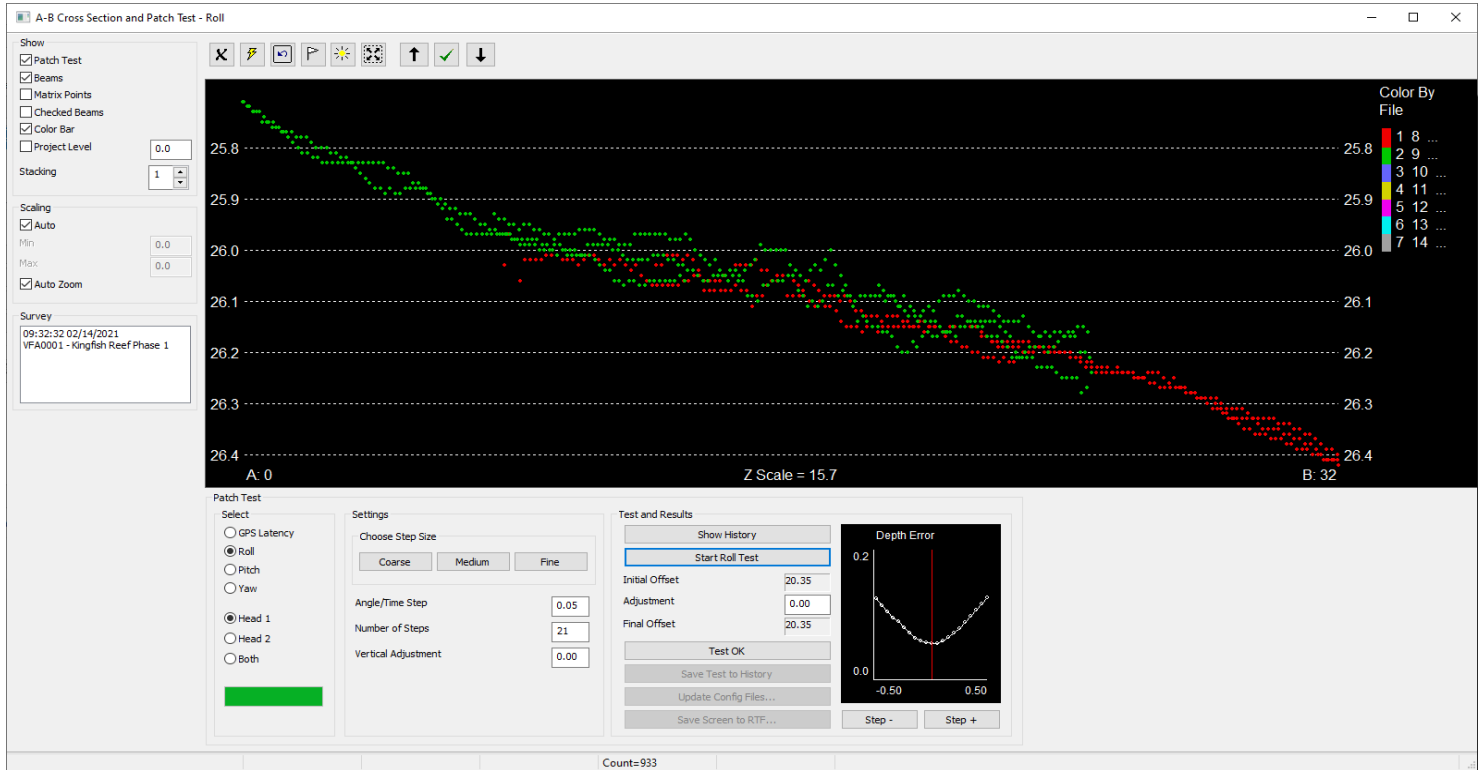 A-B Cross Section and Patch Test - Roll
Show
Patch Test
Beams
Matrix Points
Checked Beams
Color Bar
Project Level 0.0
Stacking 1
Scaling
Auto
Min 0.0
Max 0.0
Auto Zoom
Survey
09:32:32 02/14/2021
VFA0001 - Kingfish Reef Phase 1
Color By
File
1 8 ...
2 9 ...
3 10 ...
4 11 ...
5 12 ...
6 13 ...
7 14 ...
25.8 25.8
25.9 25.9
26.0 26.0
26.1 26.1
26.2 26.2
26.3 26.3
26.4 26.4
A: 0 Z Scale = 15.7 B: 32
Patch Test
Select
GPS Latency
Roll
Pitch
Yaw
Head 1
Head 2
Both
Settings
Choose Step Size
Coarse Medium Fine
Angle/Time Step 0.05
Number of Steps 21
Vertical Adjustment 0.00
Test and Results
Show History
Start Roll Test
Initial Offset 20.35
Adjustment 0.00
Final Offset 20.35
Test OK
Save Test to History
Update Config Files...
Save Screen to RTF...
Depth Error
0.2
0.0
-0.50 0.50
Step - Step +
Count=933